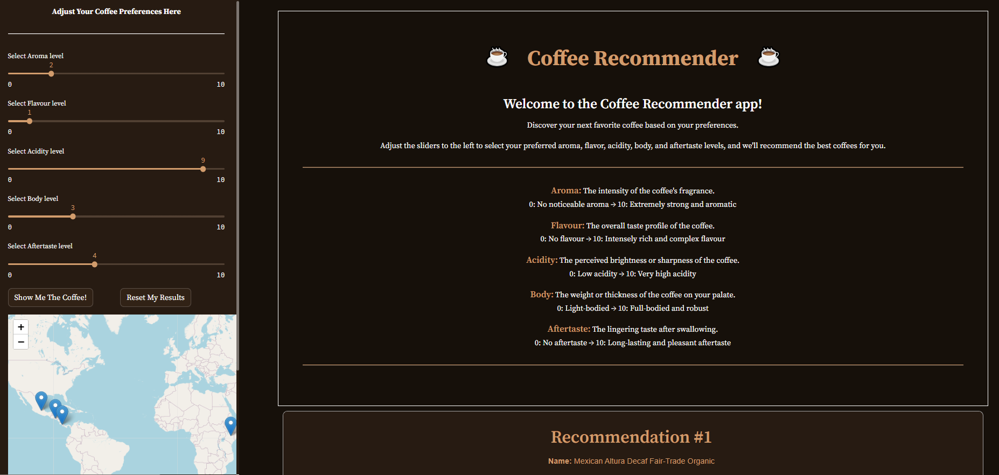 Adjust Your Coffee Preferences Here
Select Aroma level
2
0 10
Select Flavour level
1
0 10
Select Acidity level
9
0 10
Select Body level
3
0 10
Select Aftertaste level
4
0 10
Show Me The Coffee! Reset My Results
+
−
Coffee Recommender
Welcome to the Coffee Recommender app!
Discover your next favorite coffee based on your preferences.
Adjust the sliders to the left to select your preferred aroma, flavor, acidity, body, and aftertaste levels, and we'll recommend the best coffees for you.
Aroma: The intensity of the coffee's fragrance.
0: No noticeable aroma → 10: Extremely strong and aromatic
Flavour: The overall taste profile of the coffee.
0: No flavour → 10: Intensely rich and complex flavour
Acidity: The perceived brightness or sharpness of the coffee.
0: Low acidity → 10: Very high acidity
Body: The weight or thickness of the coffee on your palate.
0: Light-bodied → 10: Full-bodied and robust
Aftertaste: The lingering taste after swallowing.
0: No aftertaste → 10: Long-lasting and pleasant aftertaste
Recommendation #1
Name: Mexican Altura Decaf Fair-Trade Organic